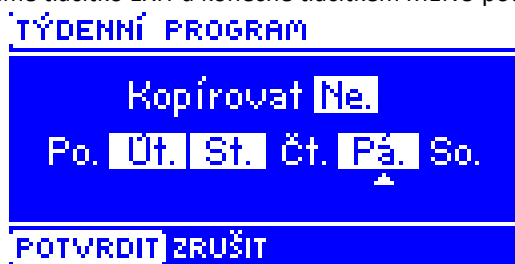 TÝDENNÍ PROGRAM
Kopírovat Ne.
Po. Út. St. Čt. Pá. So.
POTVRDIT ZRUŠIT